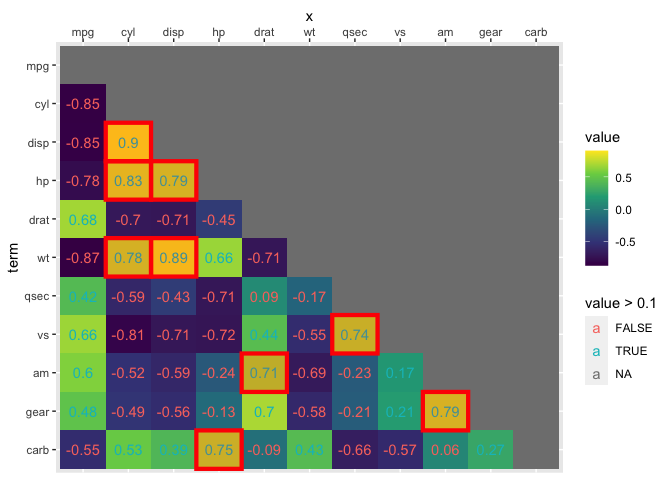 x
mpg cyl disp hp drat wt qsec vs am gear carb
term
mpg
cyl -0.85
disp -0.85 0.9
hp -0.78 0.83 0.79
drat 0.68 -0.7 -0.71 -0.45
wt -0.87 0.78 0.89 0.66 -0.71
qsec 0.42 -0.59 -0.43 -0.71 0.09 -0.17
vs 0.66 -0.81 -0.71 -0.72 0.44 -0.55 0.74
am 0.6 -0.52 -0.59 -0.24 0.71 -0.69 -0.23 0.17
gear 0.48 -0.49 -0.56 -0.13 0.7 -0.58 -0.21 0.21 0.79
carb -0.55 0.53 0.39 0.75 -0.09 0.43 -0.66 -0.57 0.06 0.27
value
0.5
0.0
-0.5
value > 0.1
a FALSE
a TRUE
a NA